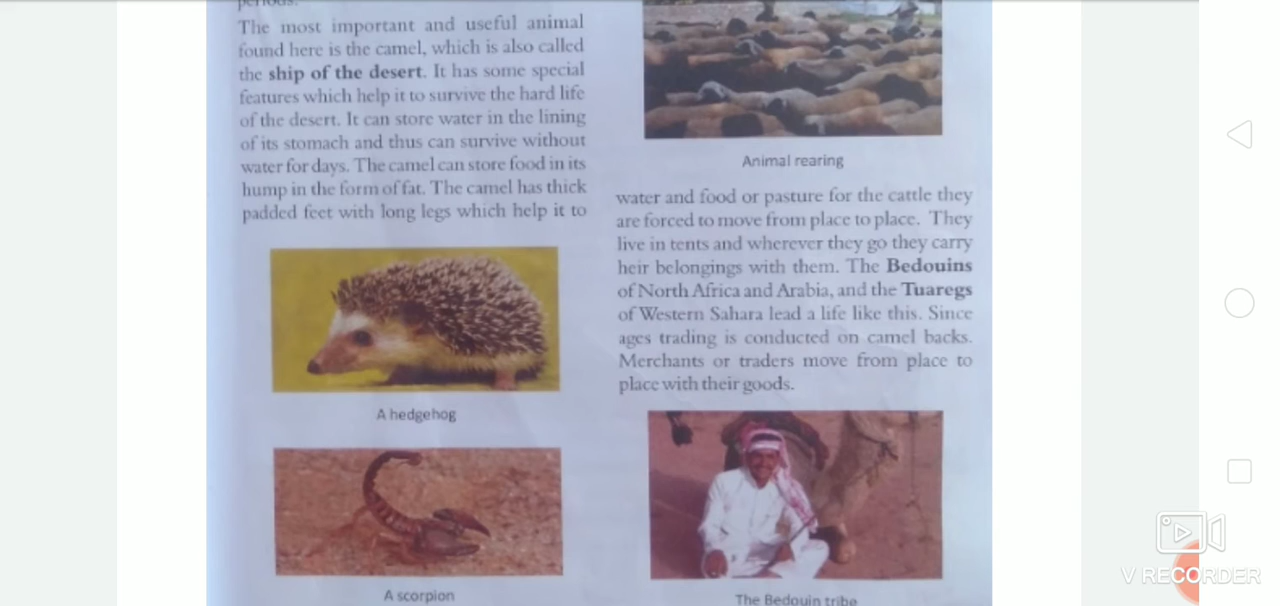 periods.
The most important and useful animal
found here is the camel, which is also called
the ship of the desert. It has some special
features which help it to survive the hard life
of the desert. It can store water in the lining
of its stomach and thus can survive without
water for days. The camel can store food in its
hump in the form of fat. The camel has thick
padded feet with long legs which help it to
A hedgehog
A scorpion
Animal rearing
water and food or pasture for the cattle they
are forced to move from place to place. They
live in tents and wherever they go they carry
heir belongings with them. The Bedouins
of North Africa and Arabia, and the Tuaregs
of Western Sahara lead a life like this. Since
ages trading is conducted on camel backs.
Merchants or traders move from place to
place with their goods.
The Bedouin tribe
V RECORDER